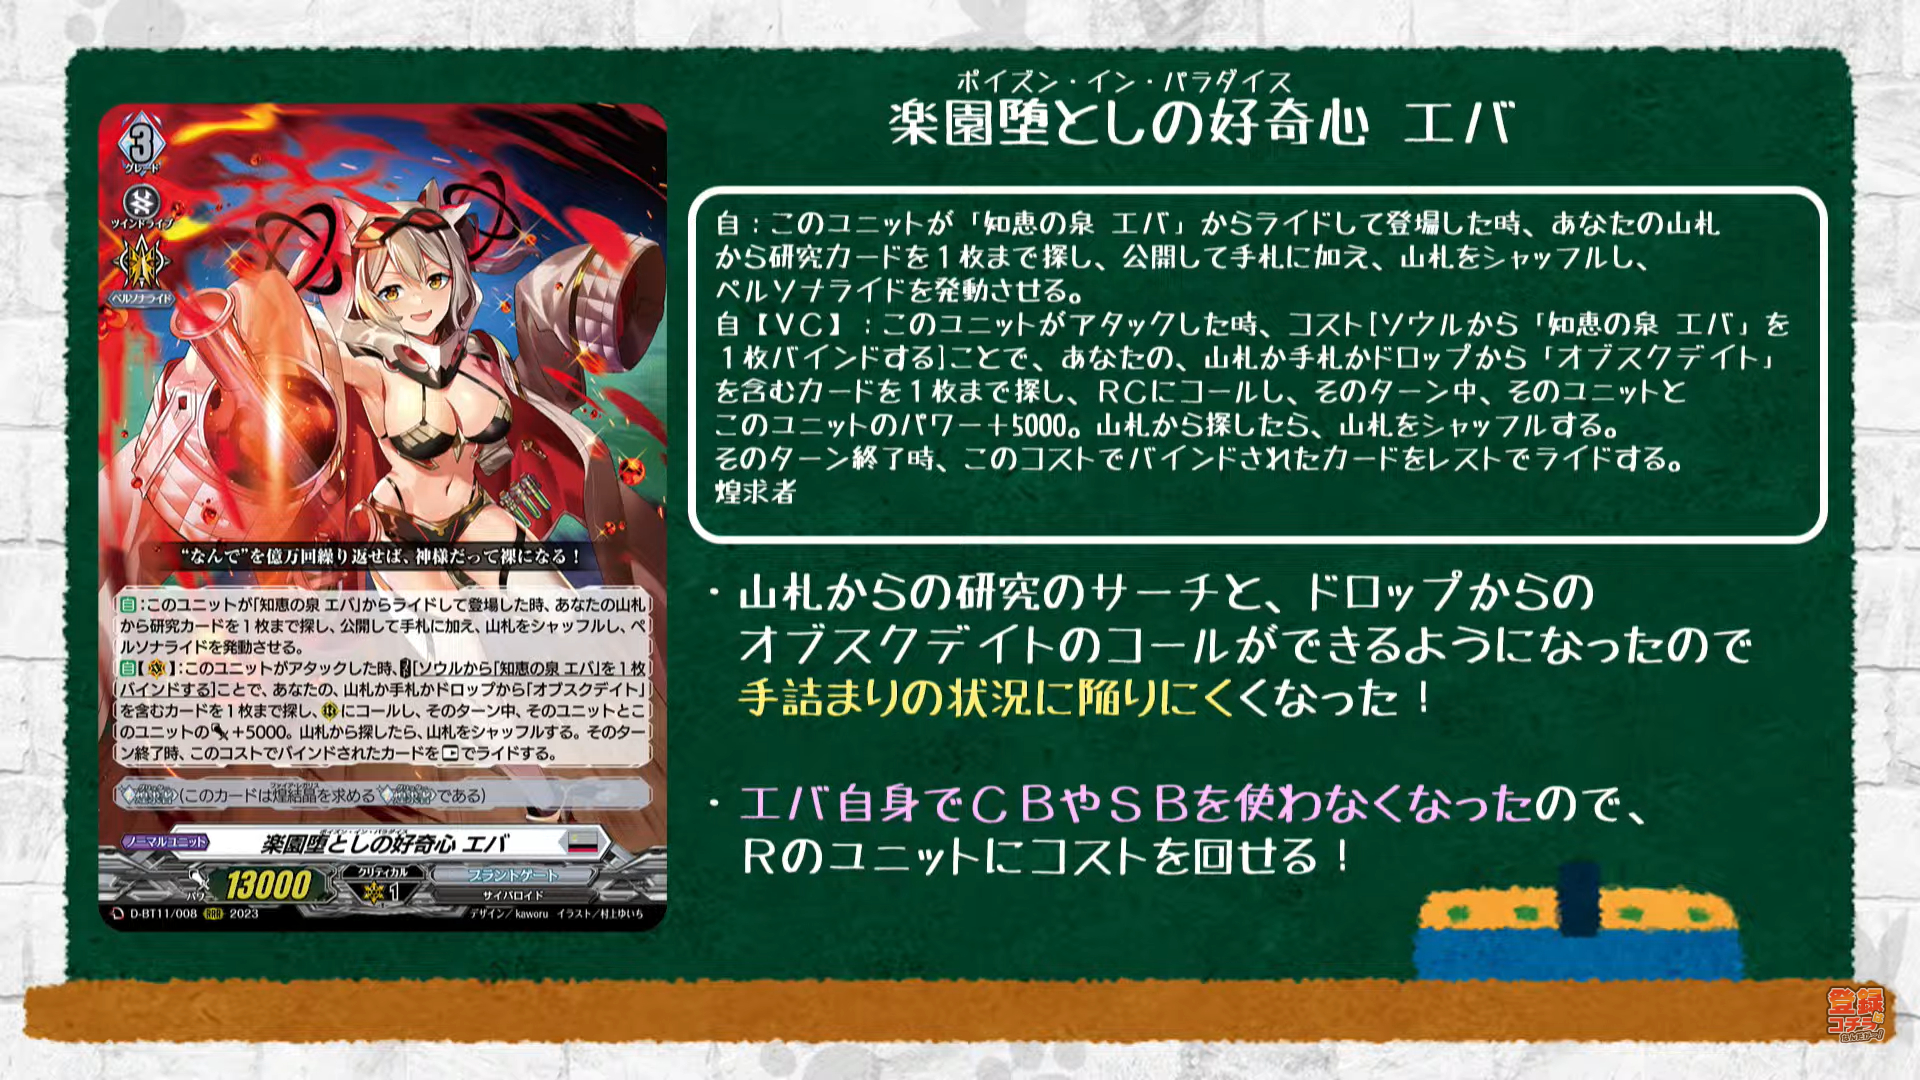 ポイズン・イン・パラダイス
楽園堕としの好奇心 エバ
自：このユニットが「知恵の泉 エバ」からライドして登場した時、あなたの山札
から研究カードを１枚まで探し、公開して手札に加え、山札をシャッフルし、
ペルソナライドを発動させる。
自【ＶＣ】：このユニットがアタックした時、コスト[ソウルから「知恵の泉 エバ」を
１枚バインドする]ことで、あなたの、山札か手札かドロップから「オブスクデイト」
を含むカードを１枚まで探し、ＲＣにコールし、そのターン中、そのユニットと
このユニットのパワー＋5000。山札から探したら、山札をシャッフルする。
そのターン終了時、このコストでバインドされたカードをレストでライドする。
煌求者
・山札からの研究のサーチと、ドロップからの
オブスクデイトのコールができるようになったので
手詰まりの状況に陥りにくくなった！
・エバ自身でＣＢやＳＢを使わなくなったので、
Ｒのユニットにコストを回せる！
3
グレード
ツインドライブ
ペルソナライド
“なんで”を億万回繰り返せば、神様だって裸になる！
自：このユニットが「知恵の泉 エバ」からライドして登場した時、あなたの山札
から研究カードを１枚まで探し、公開して手札に加え、山札をシャッフルし、ペ
ルソナライドを発動させる。
自【】：このユニットがアタックした時、[ソウルから「知恵の泉 エバ」を１枚
バインドする]ことで、あなたの、山札か手札かドロップから「オブスクデイト」
を含むカードを１枚まで探し、にコールし、そのターン中、そのユニットとこ
のユニットの＋5000。山札から探したら、山札をシャッフルする。そのター
ン終了時、このコストでバインドされたカードをでライドする。
(このカードは煌結晶を求めるである)
ノーマルユニット
ポイズン・イン・パラダイス
楽園堕としの好奇心 エバ
パワー
13000
クリティカル
1
ブラントゲート
サイバロイド
D-BT11/008 RRR 2023
デザイン／kaworu イラスト／村上ゆいち
登録は
コチラ